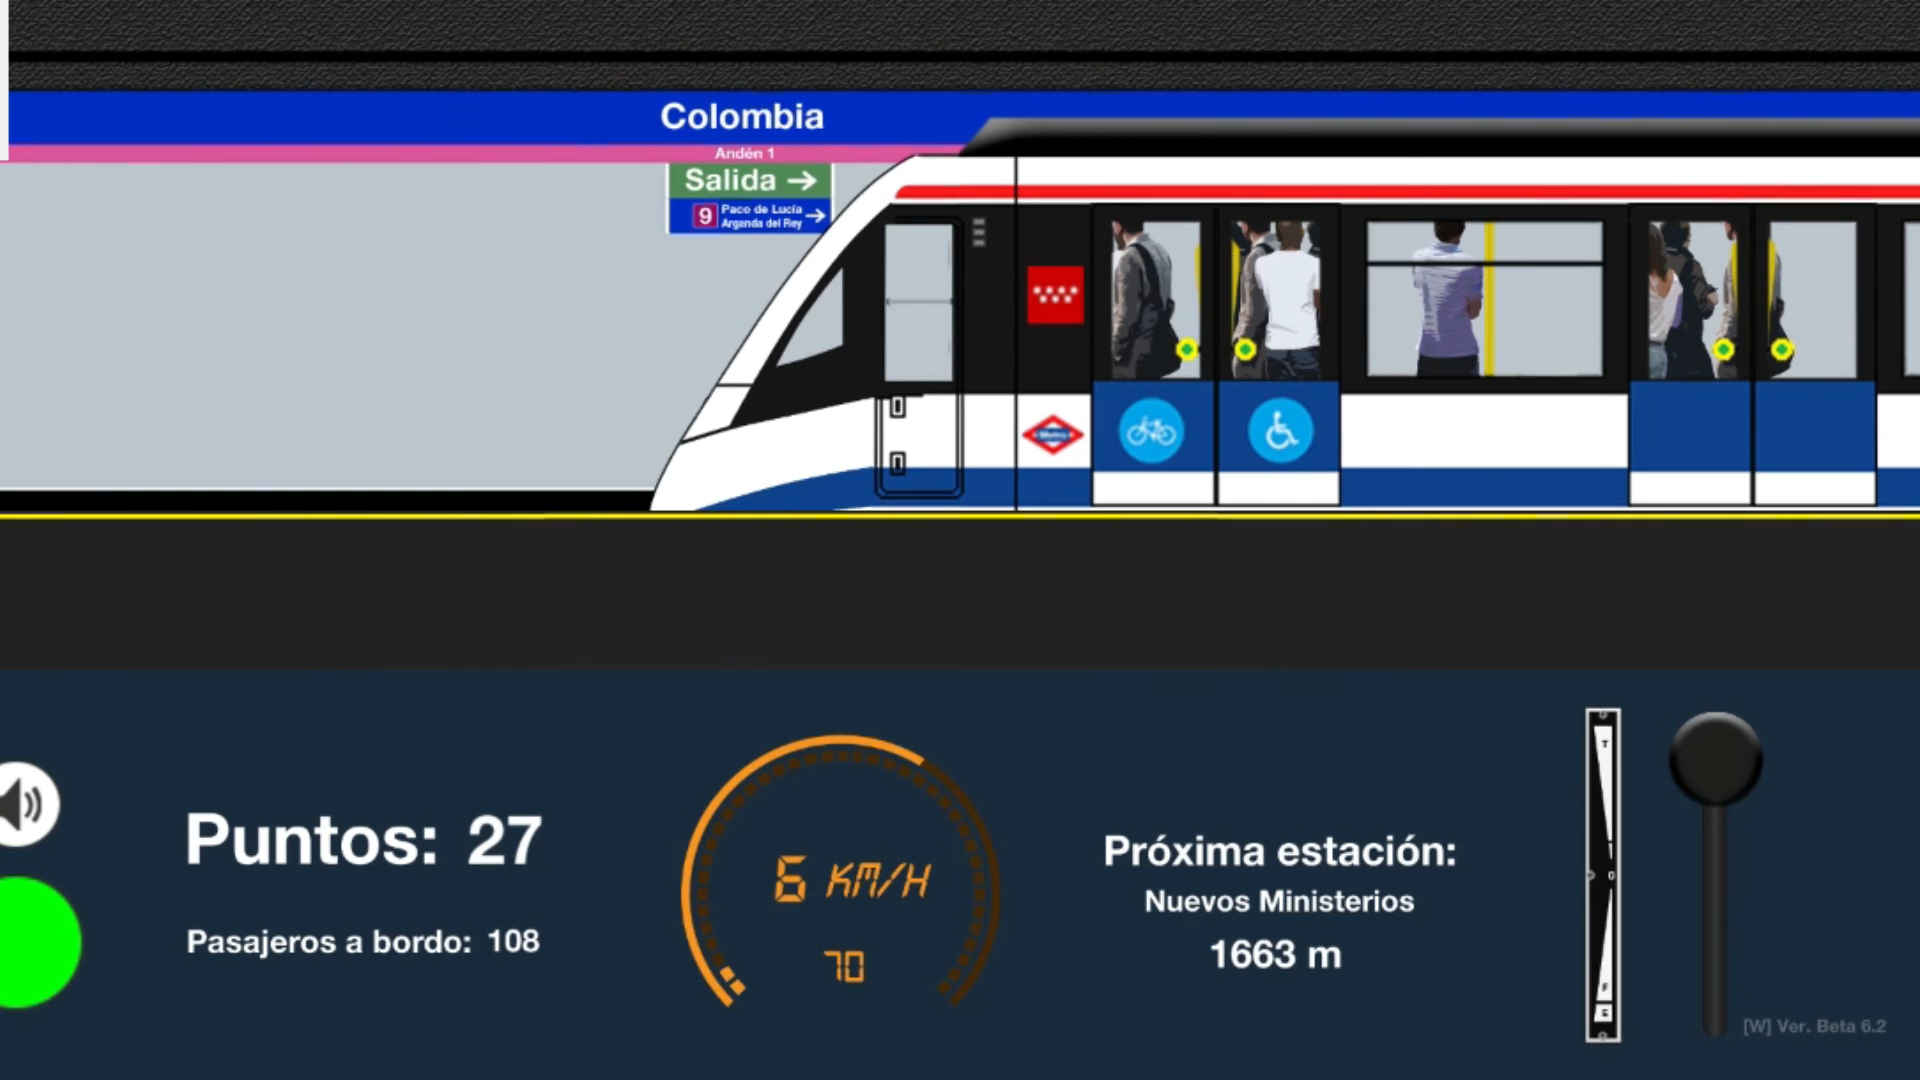 Colombia
Andén 1
Salida →
9 Paco de Lucía →
Arganda del Rey
Metro
Puntos: 27
Pasajeros a bordo: 108
6 KM/H
70
Próxima estación:
Nuevos Ministerios
1663 m
T
0
F
E
[W] Ver. Beta 6.2